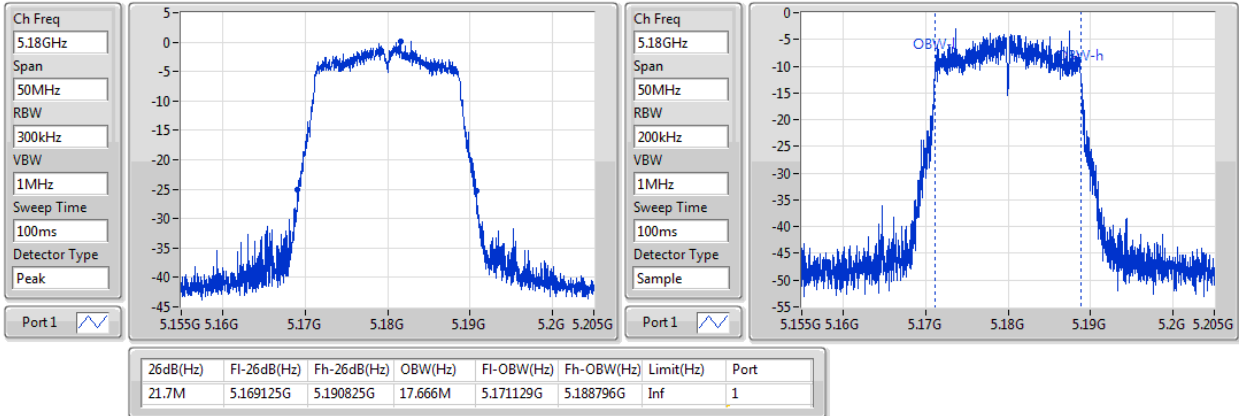 Ch Freq
5.18GHz
Span
50MHz
RBW
300kHz
VBW
1MHz
Sweep Time
100ms
Detector Type
Peak
Port 1
5
0
-5
-10
-15
-20
-25
-30
-35
-40
-45
5.155G 5.16G 5.17G 5.18G 5.19G 5.2G 5.205G
Ch Freq
5.18GHz
Span
50MHz
RBW
200kHz
VBW
1MHz
Sweep Time
100ms
Detector Type
Sample
Port 1
0
-5
-10
-15
-20
-25
-30
-35
-40
-45
-50
-55
5.155G 5.16G 5.17G 5.18G 5.19G 5.2G 5.205G
26dB(Hz) Fl-26dB(Hz) Fh-26dB(Hz) OBW(Hz) Fl-OBW(Hz) Fh-OBW(Hz) Limit(Hz) Port
21.7M 5.169125G 5.190825G 17.666M 5.171129G 5.188796G Inf 1